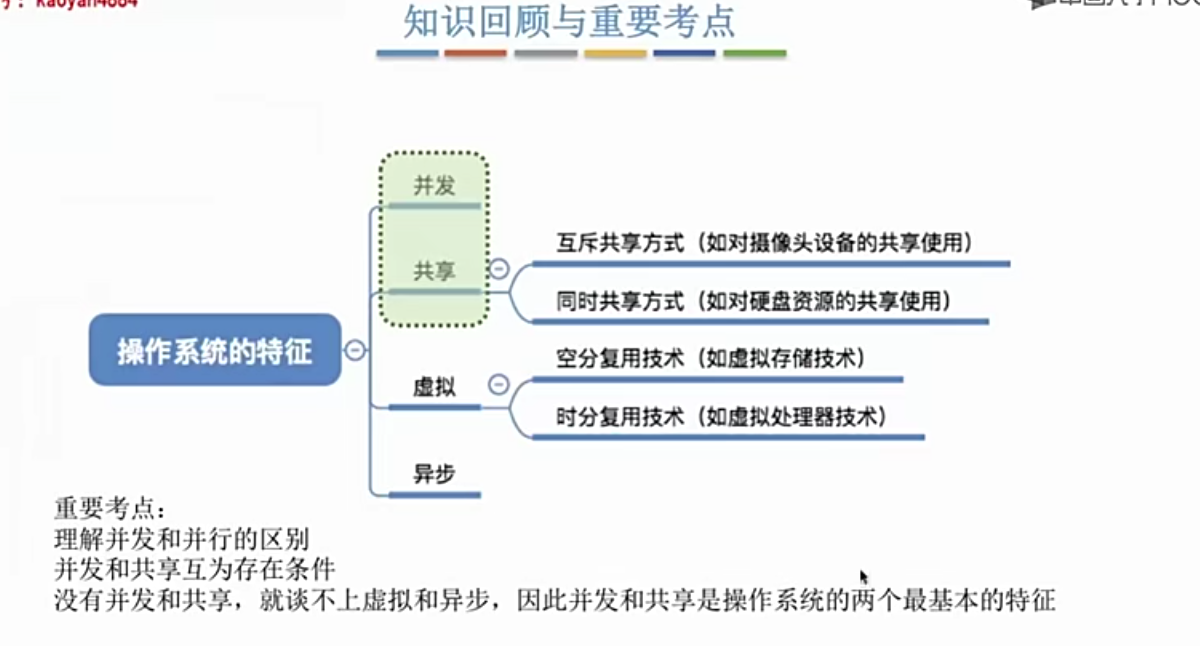 知识回顾与重要考点
并发
共享
互斥共享方式（如对摄像头设备的共享使用）
同时共享方式（如对硬盘资源的共享使用）
操作系统的特征
虚拟
空分复用技术（如虚拟存储技术）
时分复用技术（如虚拟处理器技术）
异步
重要考点：
理解并发和并行的区别
并发和共享互为存在条件
没有并发和共享，就谈不上虚拟和异步，因此并发和共享是操作系统的两个最基本的特征